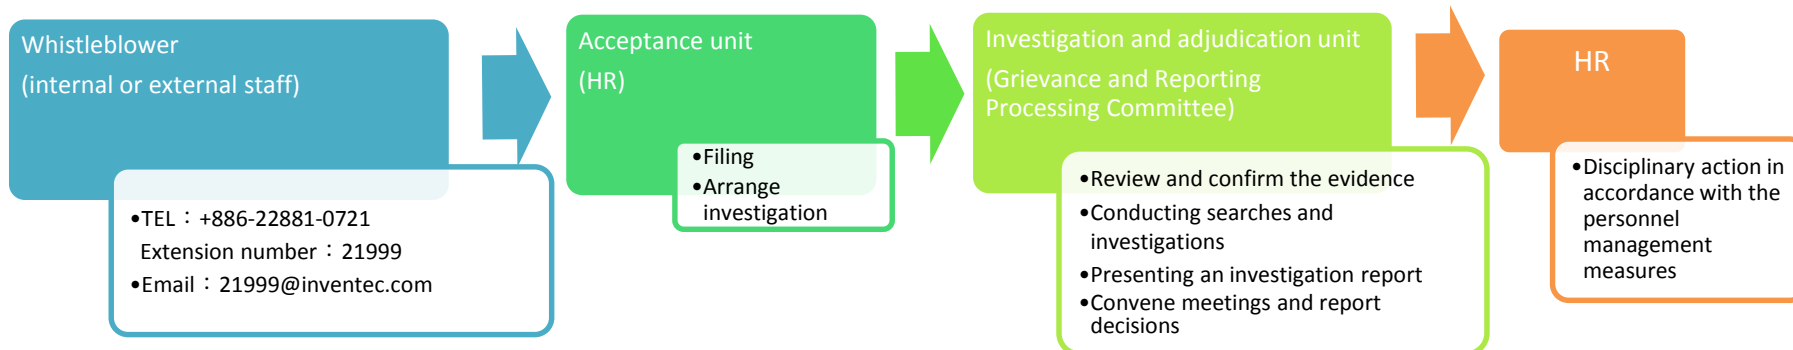 Whistleblower
(internal or external staff)
•TEL：+886-22881-0721
Extension number：21999
•Email：21999@inventec.com
Acceptance unit
(HR)
•Filing
•Arrange
investigation
Investigation and adjudication unit
(Grievance and Reporting
Processing Committee)
•Review and confirm the evidence
•Conducting searches and
investigations
•Presenting an investigation report
•Convene meetings and report
decisions
HR
•Disciplinary action in
accordance with the
personnel
management
measures